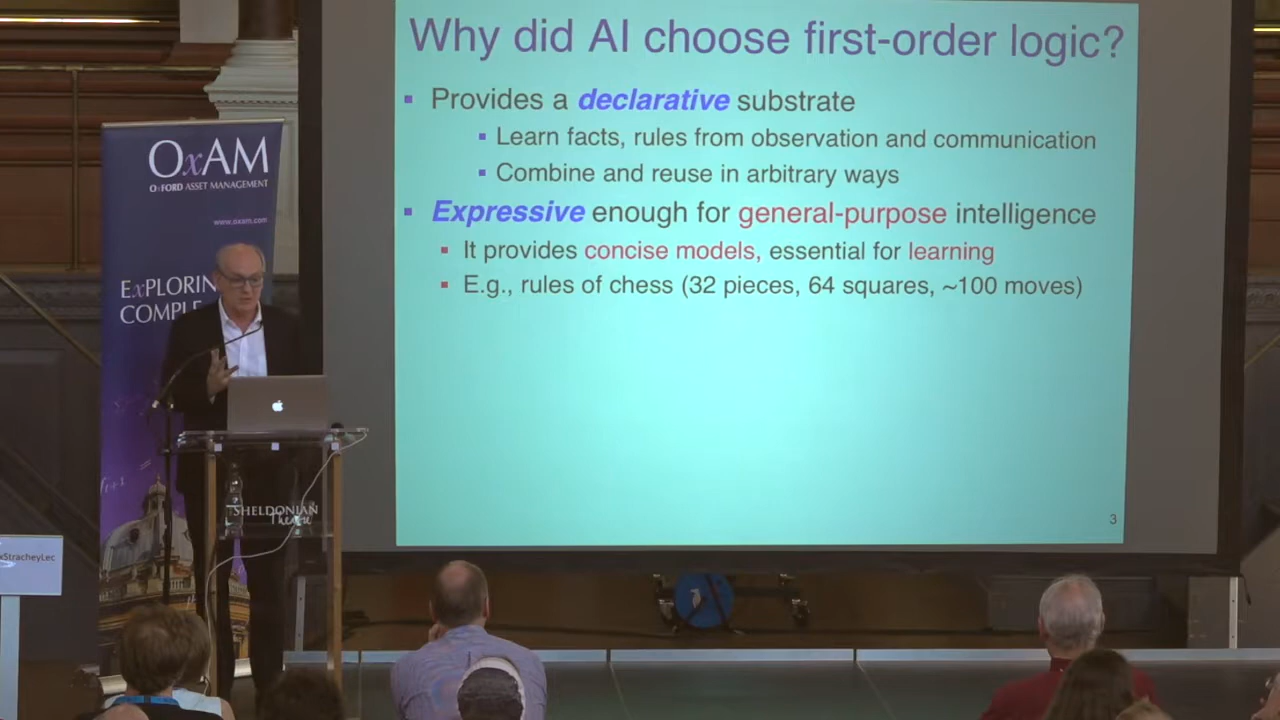 Why did AI choose first-order logic?
Provides a declarative substrate
Learn facts, rules from observation and communication
Combine and reuse in arbitrary ways
Expressive enough for general-purpose intelligence
It provides concise models, essential for learning
E.g., rules of chess (32 pieces, 64 squares, ~100 moves)
3
OxAM
OxFORD ASSET MANAGEMENT
www.oxam.com
ExPLORIN
COMPLE
SHELDONIAN
Theatre
xStracheyLec